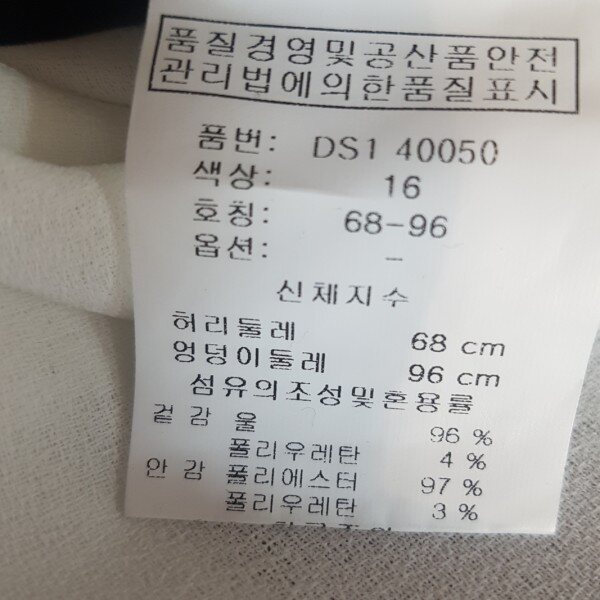 품질경영및공산품안전
관리법에의한품질표시
품번: DS1 40050
색상: 16
호칭: 68-96
옵션: -
신체지수
허리둘레 68 cm
엉덩이둘레 96 cm
섬유의조성및혼용률
겉감 울 96 %
폴리우레탄 4 %
안감 폴리에스터 97 %
폴리우레탄 3 %